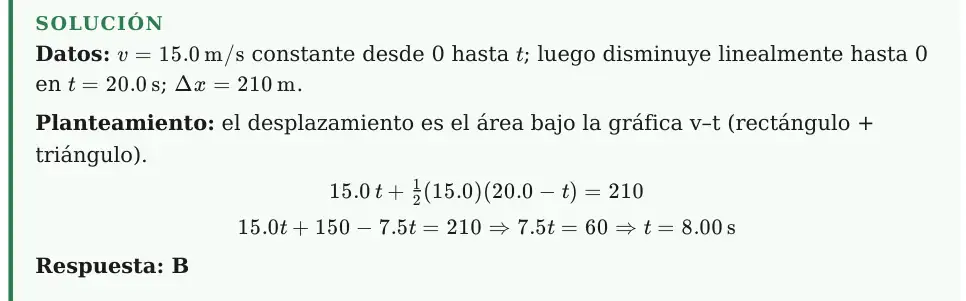 SOLUCIÓN
Datos: v = 15.0 m/s constante desde 0 hasta t; luego disminuye linealmente hasta 0
en t = 20.0 s; Δx = 210 m.
Planteamiento: el desplazamiento es el área bajo la gráfica v–t (rectángulo +
triángulo).
15.0 t + ½(15.0)(20.0 − t) = 210
15.0t + 150 − 7.5t = 210 ⇒ 7.5t = 60 ⇒ t = 8.00 s
Respuesta: B